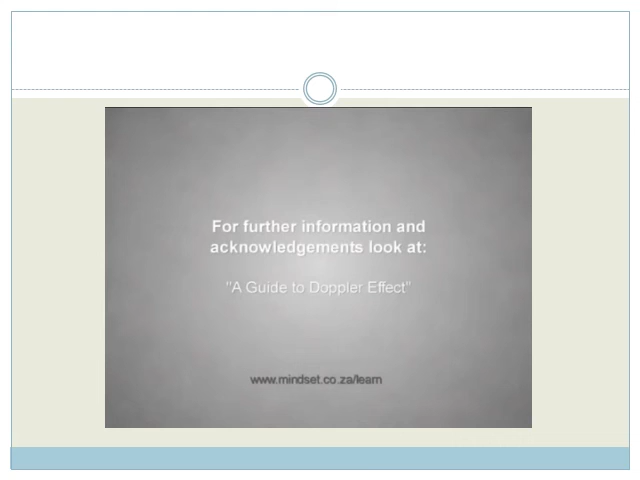 For further information and
acknowledgements look at:
"A Guide to Doppler Effect"
www.mindset.co.za/learn